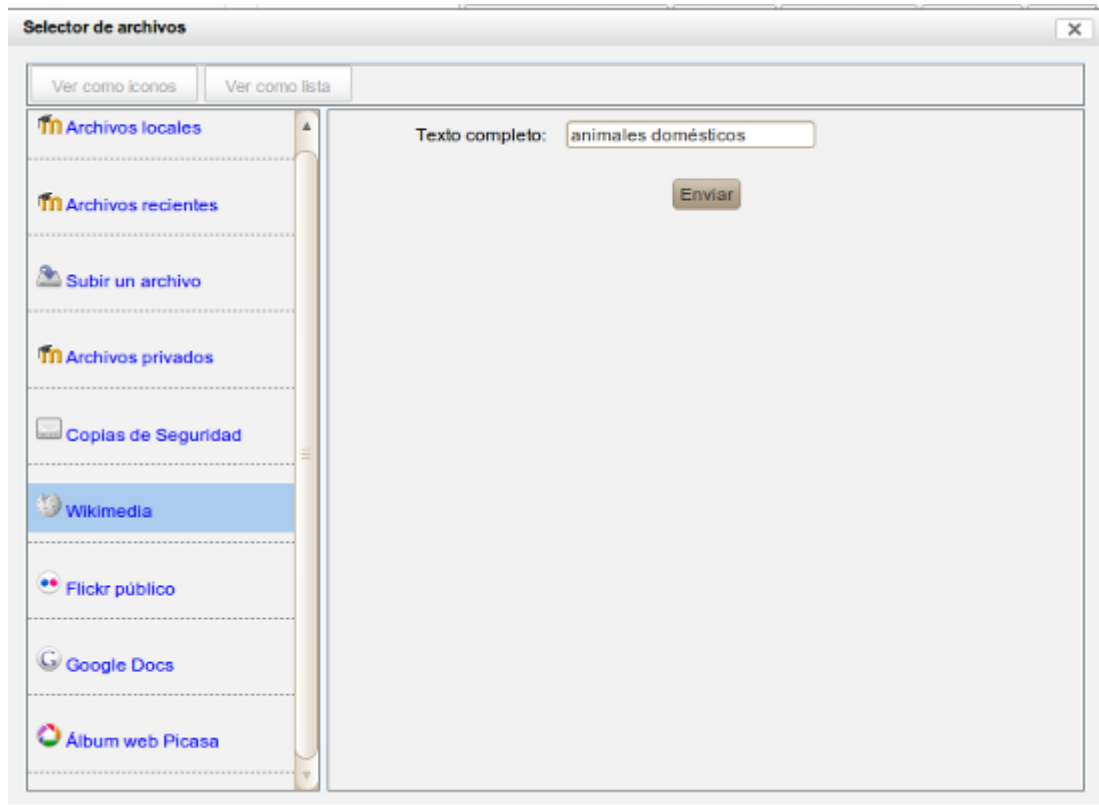 Selector de archivos
Ver como iconos Ver como lista
Archivos locales
Archivos recientes
Subir un archivo
Archivos privados
Copias de Seguridad
Wikimedia
Flickr público
Google Docs
Álbum web Picasa
Texto completo: animales domésticos
Enviar